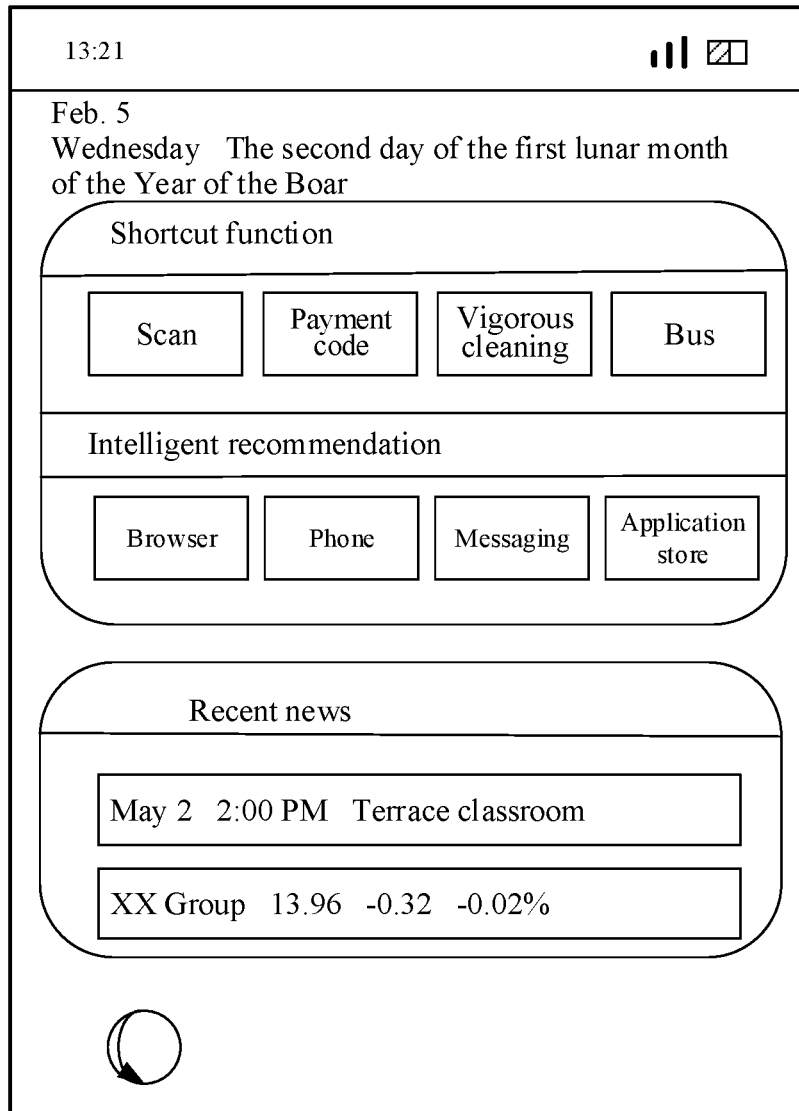 13:21
Feb. 5
Wednesday The second day of the first lunar month
of the Year of the Boar
Shortcut function
Scan
Payment
code
Vigorous
cleaning
Bus
Intelligent recommendation
Browser
Phone
Messaging
Application
store
Recent news
May 2 2:00 PM Terrace classroom
XX Group 13.96 -0.32 -0.02%